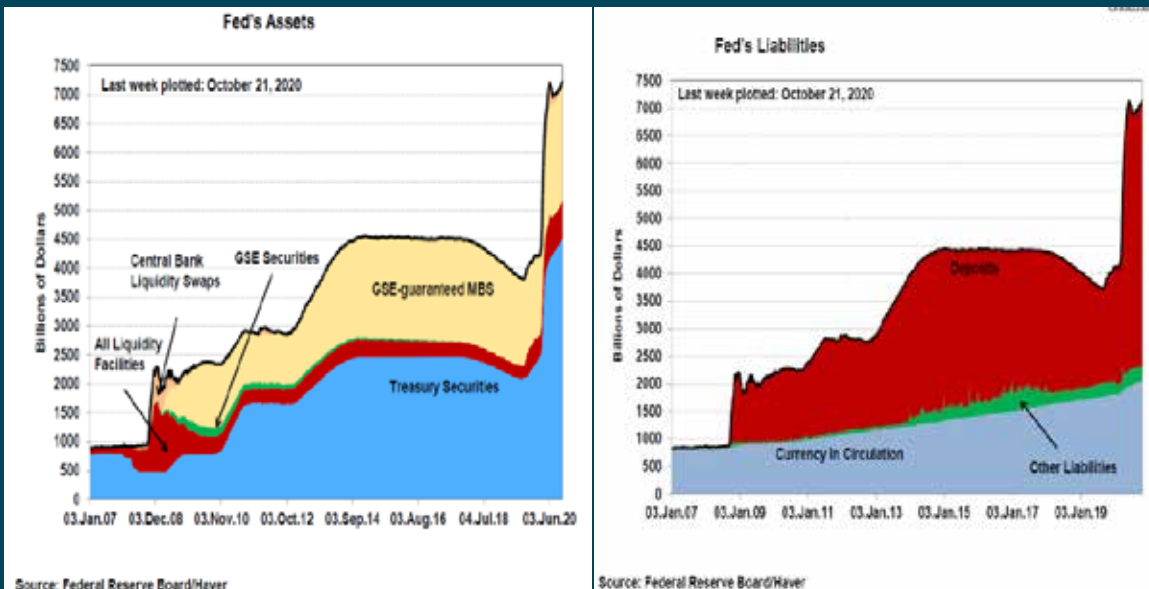 Fed's Assets
7500
7000
6500
6000
5500
5000
4500
4000
3500
3000
2500
2000
1500
1000
500
0
Billions of Dollars
Last week plotted: October 21, 2020
Central Bank
Liquidity Swaps
GSE Securities
GSE-guaranteed MBS
All Liquidity
Facilities
Treasury Securities
03.Jan.07 03.Dec.08 03.Nov.10 03.Oct.12 03.Sep.14 03.Aug.16 04.Jul.18 03.Jun.20
Source: Federal Reserve Board/Haver
Fed's Liabilities
7500
7000
6500
6000
5500
5000
4500
4000
3500
3000
2500
2000
1500
1000
500
0
Billions of Dollars
Last week plotted: October 21, 2020
Deposits
Currency in Circulation
Other Liabilities
03.Jan.07 03.Jan.09 03.Jan.11 03.Jan.13 03.Jan.15 03.Jan.17 03.Jan.19
Source: Federal Reserve Board/Haver